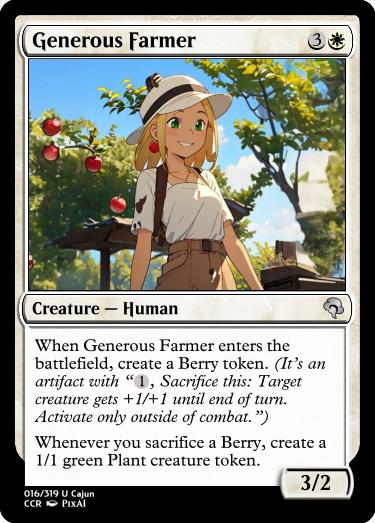 Generous Farmer 3
Creature — Human
When Generous Farmer enters the
battlefield, create a Berry token. (It's an
artifact with “1, Sacrifice this: Target
creature gets +1/+1 until end of turn.
Activate only outside of combat.”)
Whenever you sacrifice a Berry, create a
1/1 green Plant creature token.
3/2
016/319 U Cajun
CCR PixAI